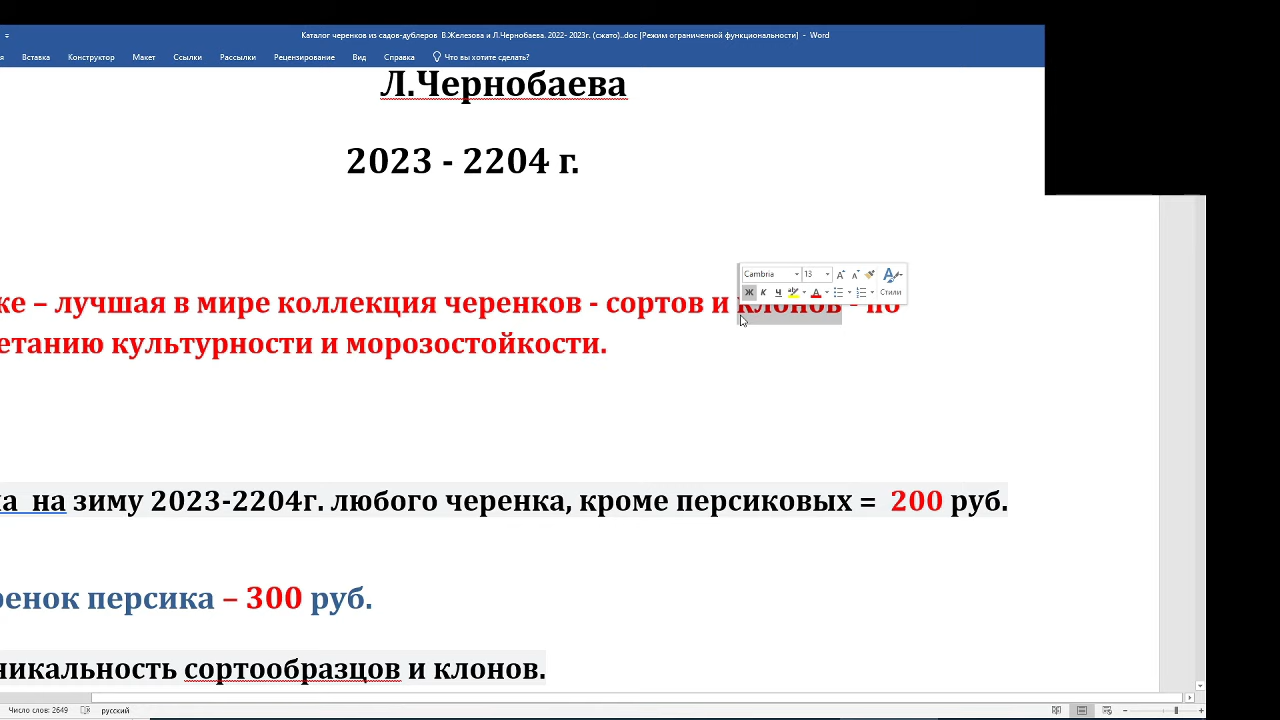 Каталог черенков из садов-дублеров В.Железова и Л.Чернобаева. 2022- 2023г. (сжато)..doc [Режим ограниченной функциональности] - Word
Вставка Конструктор Макет Ссылки Рассылки Рецензирование Вид Справка Что вы хотите сделать?
Л.Чернобаева
2023 - 2204 г.
Cambria 13
Ж К Ч Стили
же – лучшая в мире коллекция черенков - сортов и клонов - по
етанию культурности и морозостойкости.
на зиму 2023-2204г. любого черенка, кроме персиковых = 200 руб.
ренок персика – 300 руб.
никальность сортообразцов и клонов.
Число слов: 2649 русский